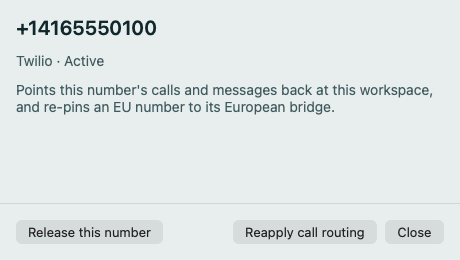 +14165550100
Twilio · Active
Points this number's calls and messages back at this workspace,
and re-pins an EU number to its European bridge.
Release this number
Reapply call routing
Close